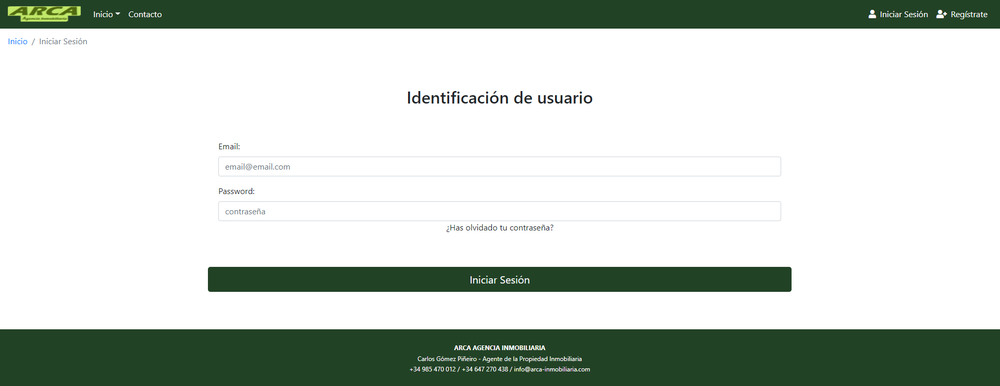 ARCA
Agencia Inmobiliaria
Inicio
Contacto
Iniciar Sesión
Regístrate
Inicio / Iniciar Sesión
Identificación de usuario
Email:
email@email.com
Password:
contraseña
¿Has olvidado tu contraseña?
Iniciar Sesión
ARCA AGENCIA INMOBILIARIA
Carlos Gómez Piñeiro - Agente de la Propiedad Inmobiliaria
+34 985 470 012 / +34 647 270 438 / info@arca-inmobiliaria.com